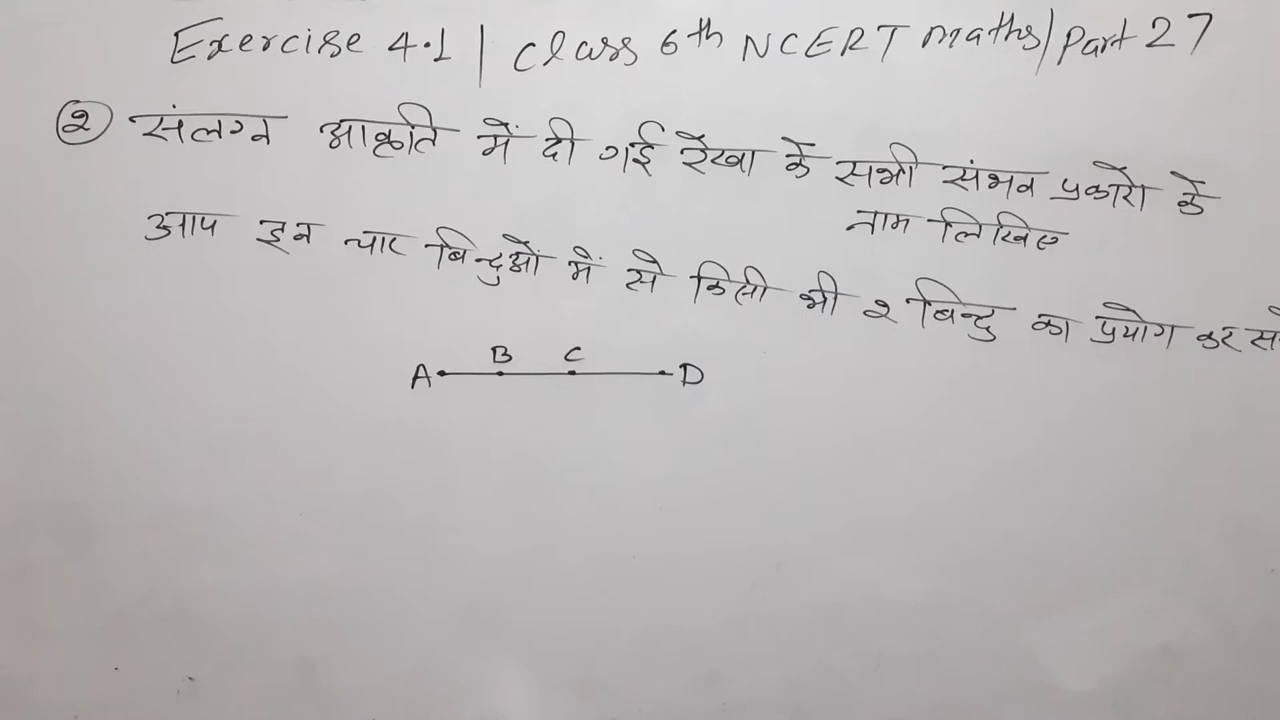 Exercise 4.1 | Class 6th NCERT maths | Part 27
② संलग्न आकृति में दी गई रेखा के सभी संभव प्रकारो के
नाम लिखिए
आप इन चार बिन्दुओं में से किसी भी २ बिन्दु का प्रयोग कर
B C
A D